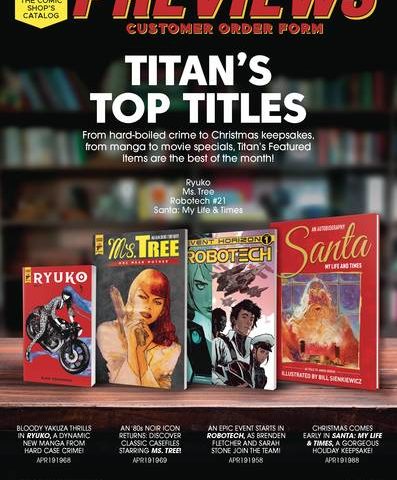 THE COMIC
SHOP'S
CATALOG
PREVIEWS
CUSTOMER ORDER FORM
TITAN'S
TOP TITLES
From hard-boiled crime to Christmas keepsakes,
from manga to movie specials, Titan's Featured
Items are the best of the month!
Ryuko
Ms. Tree
Robotech #21
Santa: My Life & Times
RYUKO
Ms. TREE
ONE MEAN MOTHER
EVENT HORIZON 1
ROBOTECH
AN AUTOBIOGRAPHY
Santa
MY LIFE AND TIMES
ILLUSTRATED BY BILL SIENKIEWICZ
BLOODY YAKUZA THRILLS
IN RYUKO, A DYNAMIC
NEW MANGA FROM
HARD CASE CRIME!
APR191968
AN '80s NOIR ICON
RETURNS: DISCOVER
CLASSIC CASEFILES
STARRING MS. TREE!
APR191969
AN EPIC EVENT STARTS IN
ROBOTECH, AS BRENDEN
FLETCHER AND SARAH
STONE JOIN THE TEAM!
APR191958
CHRISTMAS COMES
EARLY IN SANTA: MY LIFE
& TIMES, A GORGEOUS
HOLIDAY KEEPSAKE!
APR191988